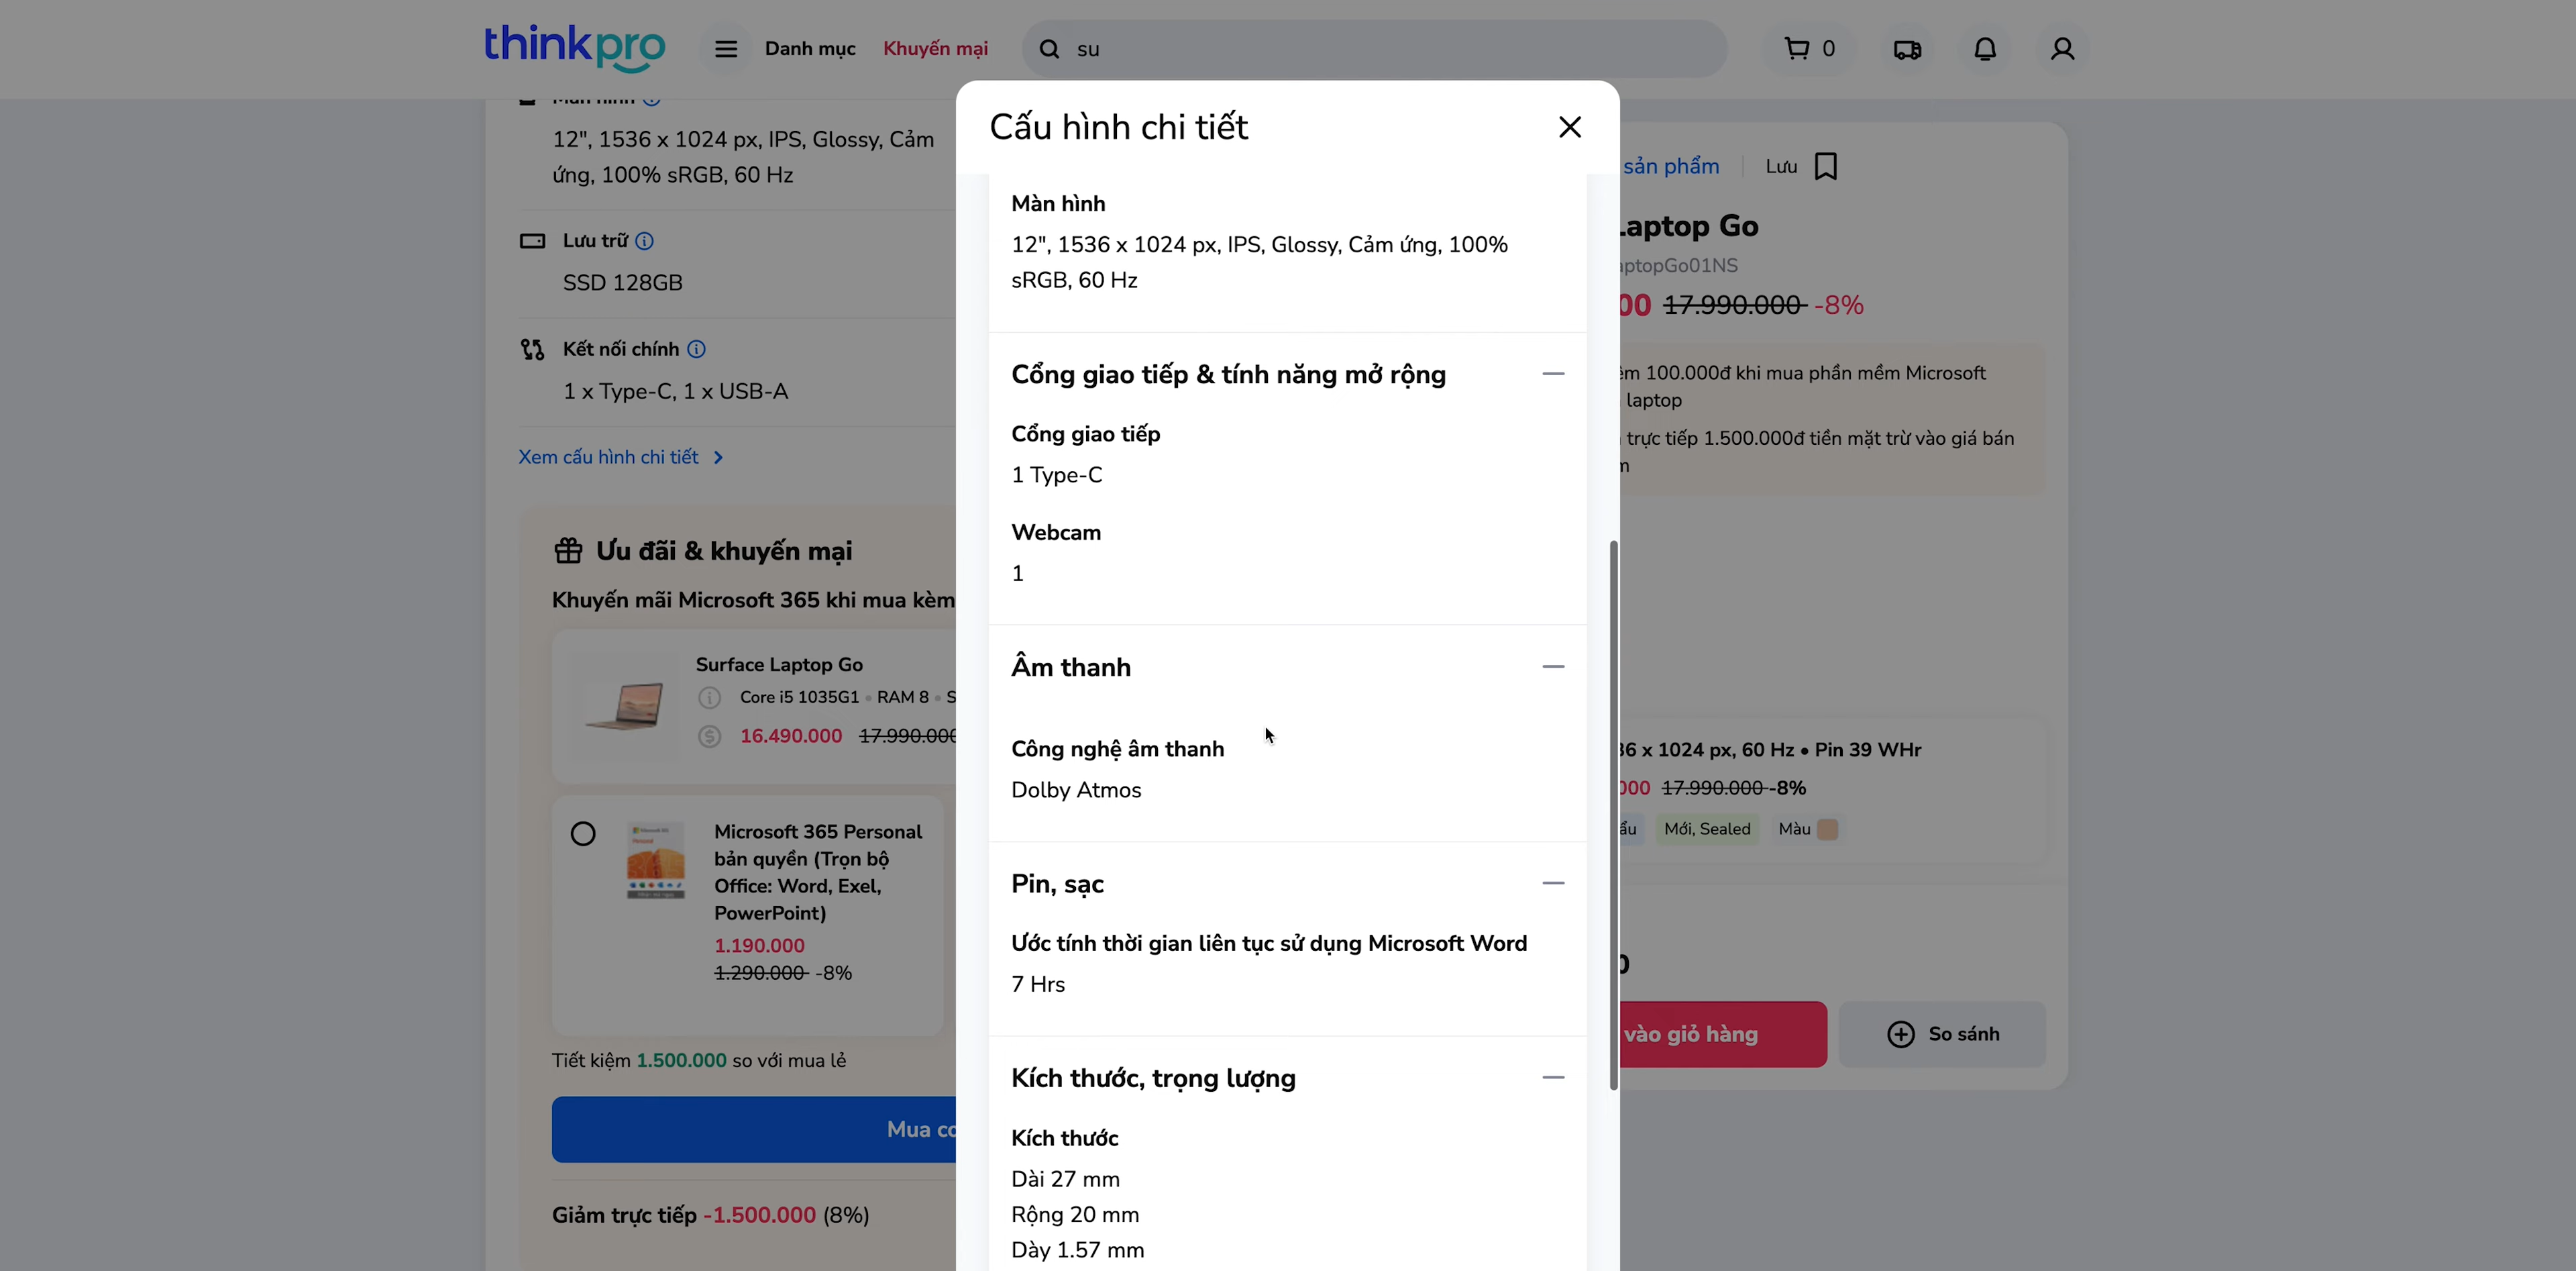 thinkpro
Danh mục
Khuyến mại
su
0
Màn hình
12", 1536 x 1024 px, IPS, Glossy, Cảm
ứng, 100% sRGB, 60 Hz
Lưu trữ
SSD 128GB
Kết nối chính
1 x Type-C, 1 x USB-A
Xem cấu hình chi tiết
Ưu đãi & khuyến mại
Khuyến mãi Microsoft 365 khi mua kèm
Surface Laptop Go
Core i5 1035G1 • RAM 8 • S
16.490.000 17.990.000
Microsoft 365 Personal
bản quyền (Trọn bộ
Office: Word, Exel,
PowerPoint)
1.190.000
1.290.000 -8%
Tiết kiệm 1.500.000 so với mua lẻ
Mua co
Giảm trực tiếp -1.500.000 (8%)
Cấu hình chi tiết
Màn hình
12", 1536 x 1024 px, IPS, Glossy, Cảm ứng, 100%
sRGB, 60 Hz
Cổng giao tiếp & tính năng mở rộng
Cổng giao tiếp
1 Type-C
Webcam
1
Âm thanh
Công nghệ âm thanh
Dolby Atmos
Pin, sạc
Ước tính thời gian liên tục sử dụng Microsoft Word
7 Hrs
Kích thước, trọng lượng
Kích thước
Dài 27 mm
Rộng 20 mm
Dày 1.57 mm
sản phẩm
Lưu
Laptop Go
aptopGo01NS
00 17.990.000 -8%
êm 100.000đ khi mua phần mềm Microsoft
laptop
trực tiếp 1.500.000đ tiền mặt trừ vào giá bán
m
36 x 1024 px, 60 Hz • Pin 39 WHr
000 17.990.000 -8%
ẩu
Mới, Sealed
Màu
0
vào giỏ hàng
So sánh